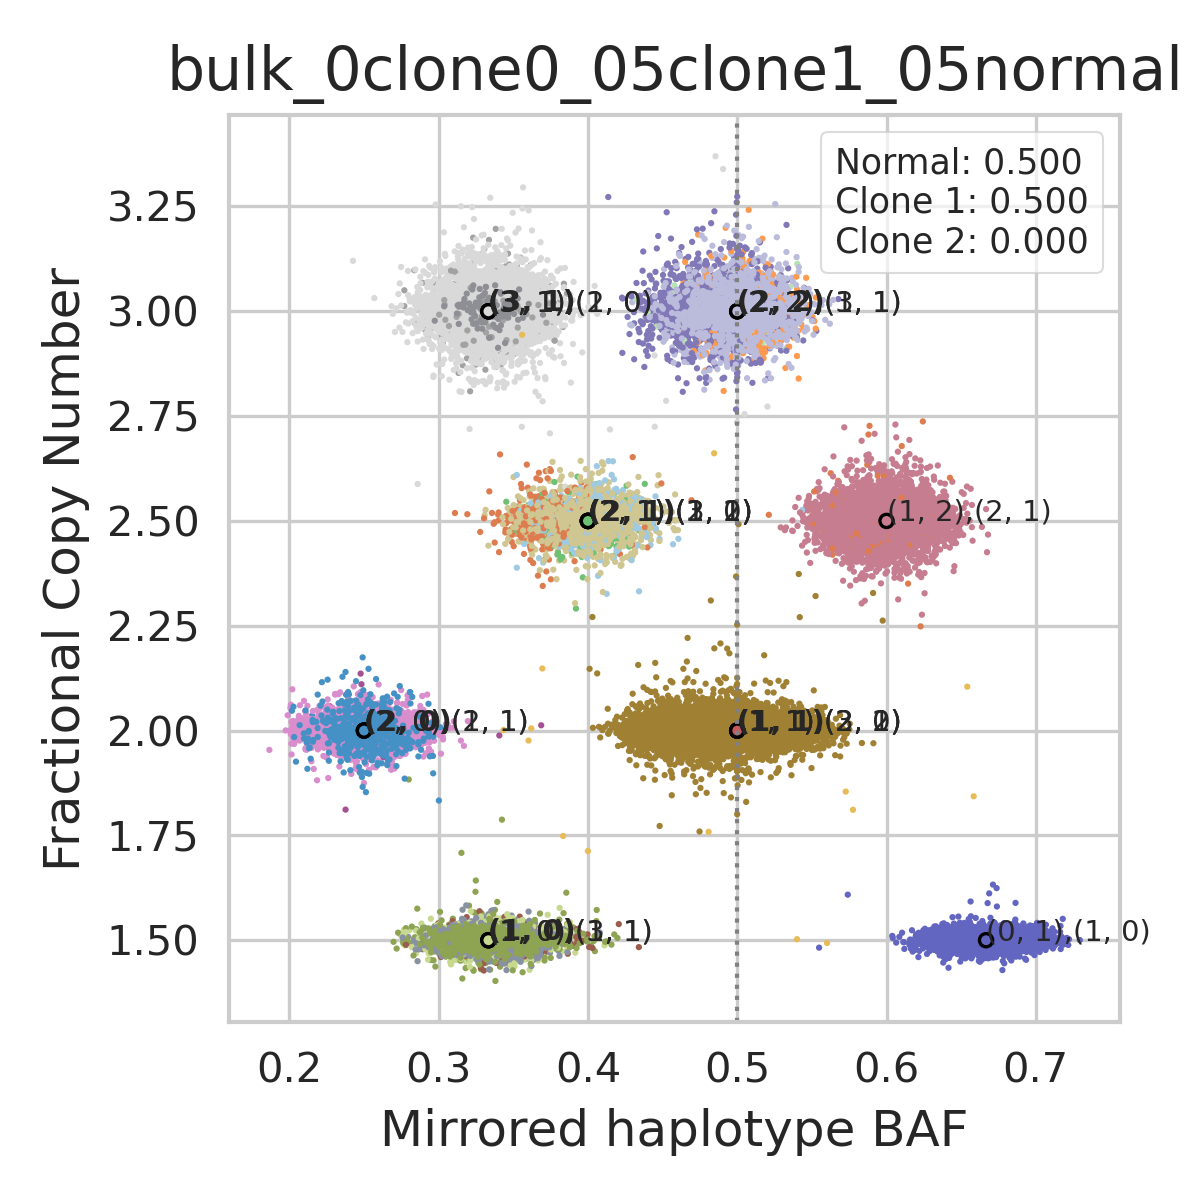 bulk_0clone0_05clone1_05normal
Normal: 0.500
Clone 1: 0.500
Clone 2: 0.000
3.25
3.00
2.75
2.50
2.25
2.00
1.75
1.50
Fractional Copy Number
(1, 2),(2, 1)
(0, 1),(1, 0)
0.2
0.3
0.4
0.5
0.6
0.7
Mirrored haplotype BAF